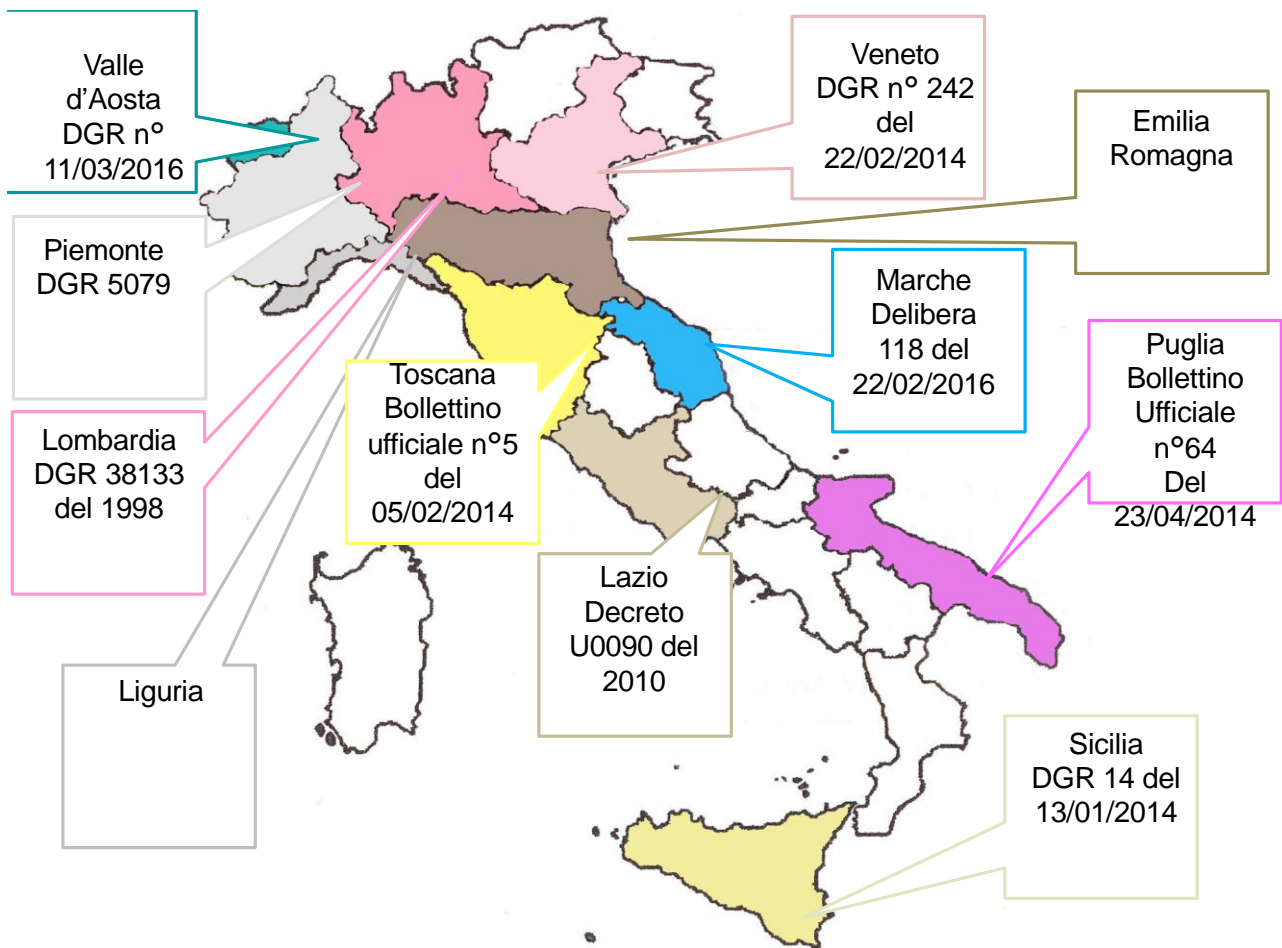 Valle
d'Aosta
DGR n°
11/03/2016
Veneto
DGR n° 242
del
22/02/2014
Emilia
Romagna
Piemonte
DGR 5079
Marche
Delibera
118 del
22/02/2016
Puglia
Bollettino
Ufficiale
n°64
Del
23/04/2014
Toscana
Bollettino
ufficiale n°5
del
05/02/2014
Lombardia
DGR 38133
del 1998
Lazio
Decreto
U0090 del
2010
Liguria
Sicilia
DGR 14 del
13/01/2014